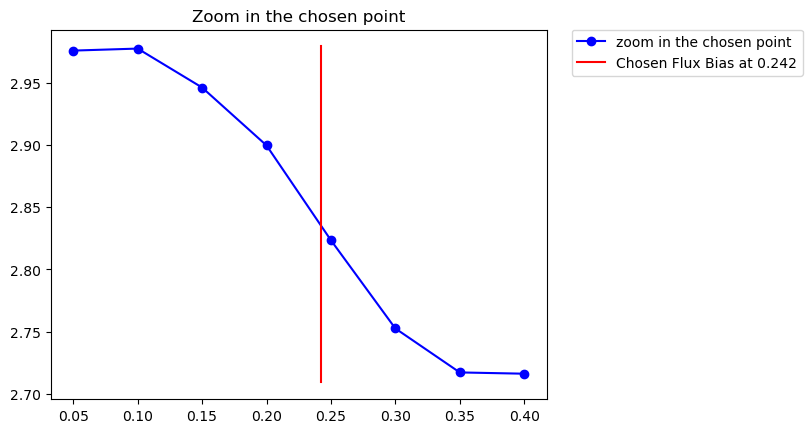 Zoom in the chosen point
zoom in the chosen point
Chosen Flux Bias at 0.242
2.95
2.90
2.85
2.80
2.75
2.70
0.05 0.10 0.15 0.20 0.25 0.30 0.35 0.40